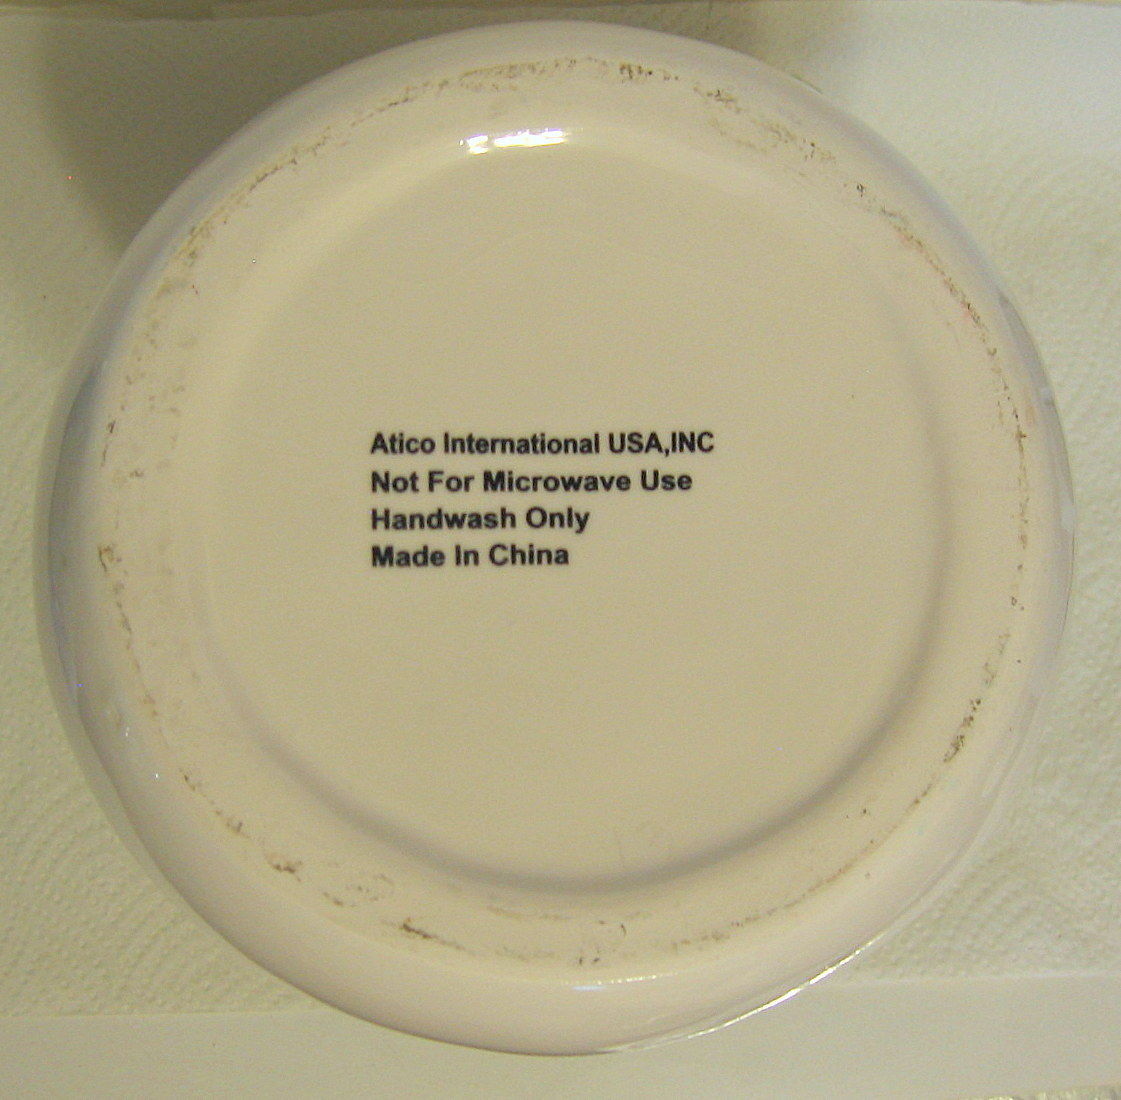 Atico International USA,INC
Not For Microwave Use
Handwash Only
Made In China